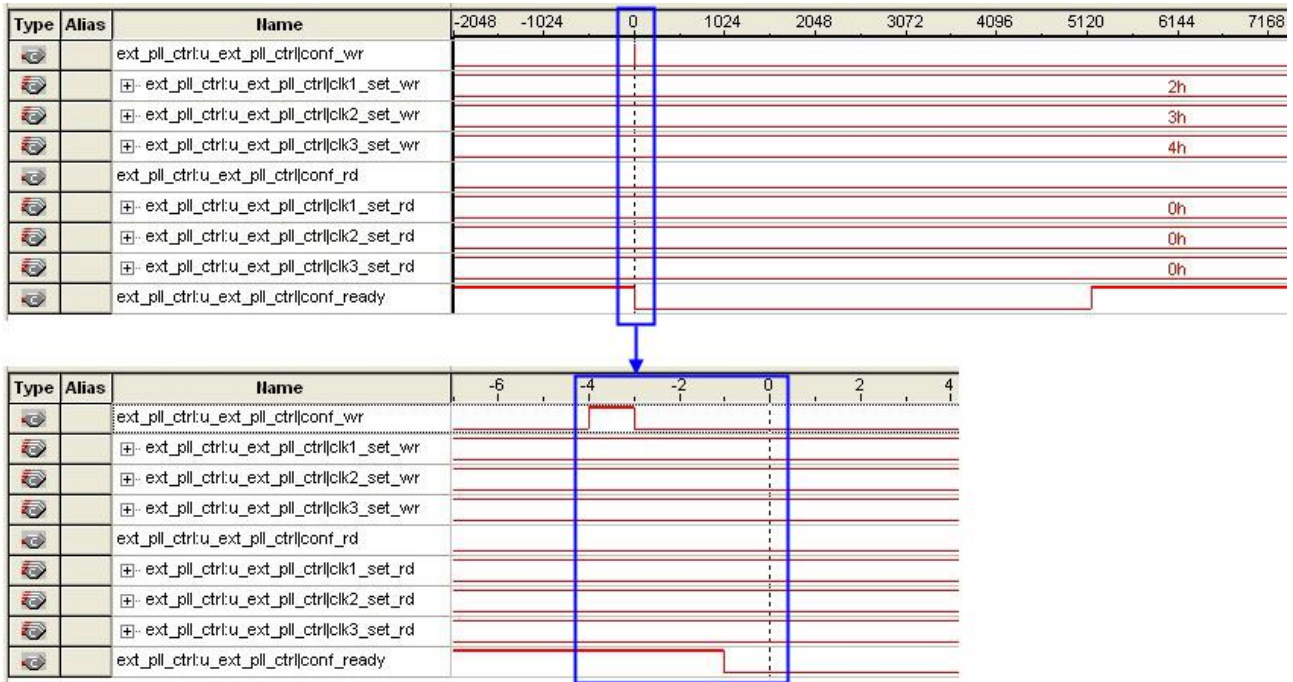 Type Alias Name -2048 -1024 0 1024 2048 3072 4096 5120 6144 7168
ext_pll_ctrl:u_ext_pll_ctrl|conf_wr
ext_pll_ctrl:u_ext_pll_ctrl|clk1_set_wr 2h
ext_pll_ctrl:u_ext_pll_ctrl|clk2_set_wr 3h
ext_pll_ctrl:u_ext_pll_ctrl|clk3_set_wr 4h
ext_pll_ctrl:u_ext_pll_ctrl|conf_rd
ext_pll_ctrl:u_ext_pll_ctrl|clk1_set_rd 0h
ext_pll_ctrl:u_ext_pll_ctrl|clk2_set_rd 0h
ext_pll_ctrl:u_ext_pll_ctrl|clk3_set_rd 0h
ext_pll_ctrl:u_ext_pll_ctrl|conf_ready
Type Alias Name -6 -4 -2 0 2 4
ext_pll_ctrl:u_ext_pll_ctrl|conf_wr
ext_pll_ctrl:u_ext_pll_ctrl|clk1_set_wr
ext_pll_ctrl:u_ext_pll_ctrl|clk2_set_wr
ext_pll_ctrl:u_ext_pll_ctrl|clk3_set_wr
ext_pll_ctrl:u_ext_pll_ctrl|conf_rd
ext_pll_ctrl:u_ext_pll_ctrl|clk1_set_rd
ext_pll_ctrl:u_ext_pll_ctrl|clk2_set_rd
ext_pll_ctrl:u_ext_pll_ctrl|clk3_set_rd
ext_pll_ctrl:u_ext_pll_ctrl|conf_ready